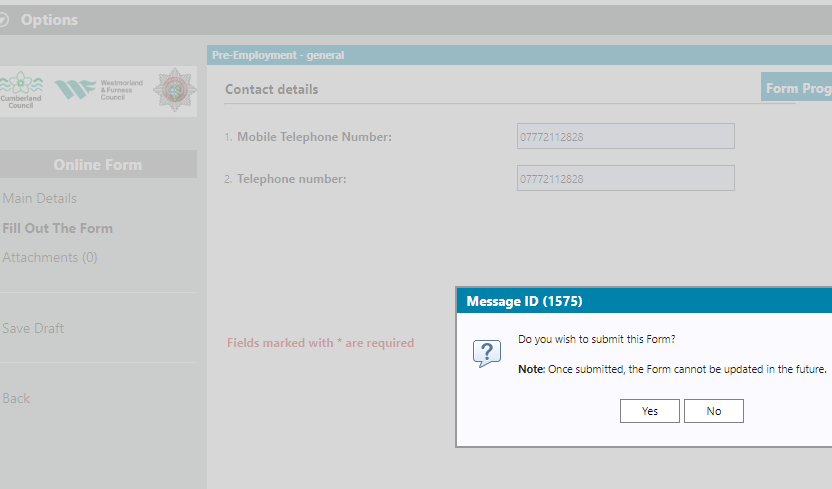 Options
Pre-Employment - general
Cumberland
Council
Westmorland
& Furness
Council
Contact details
Form Prog
1. Mobile Telephone Number:
07772112828
2. Telephone number:
07772112828
Online Form
Main Details
Fill Out The Form
Attachments (0)
Save Draft
Back
Fields marked with * are required
Message ID (1575)
Do you wish to submit this Form?
Note: Once submitted, the Form cannot be updated in the future.
Yes
No